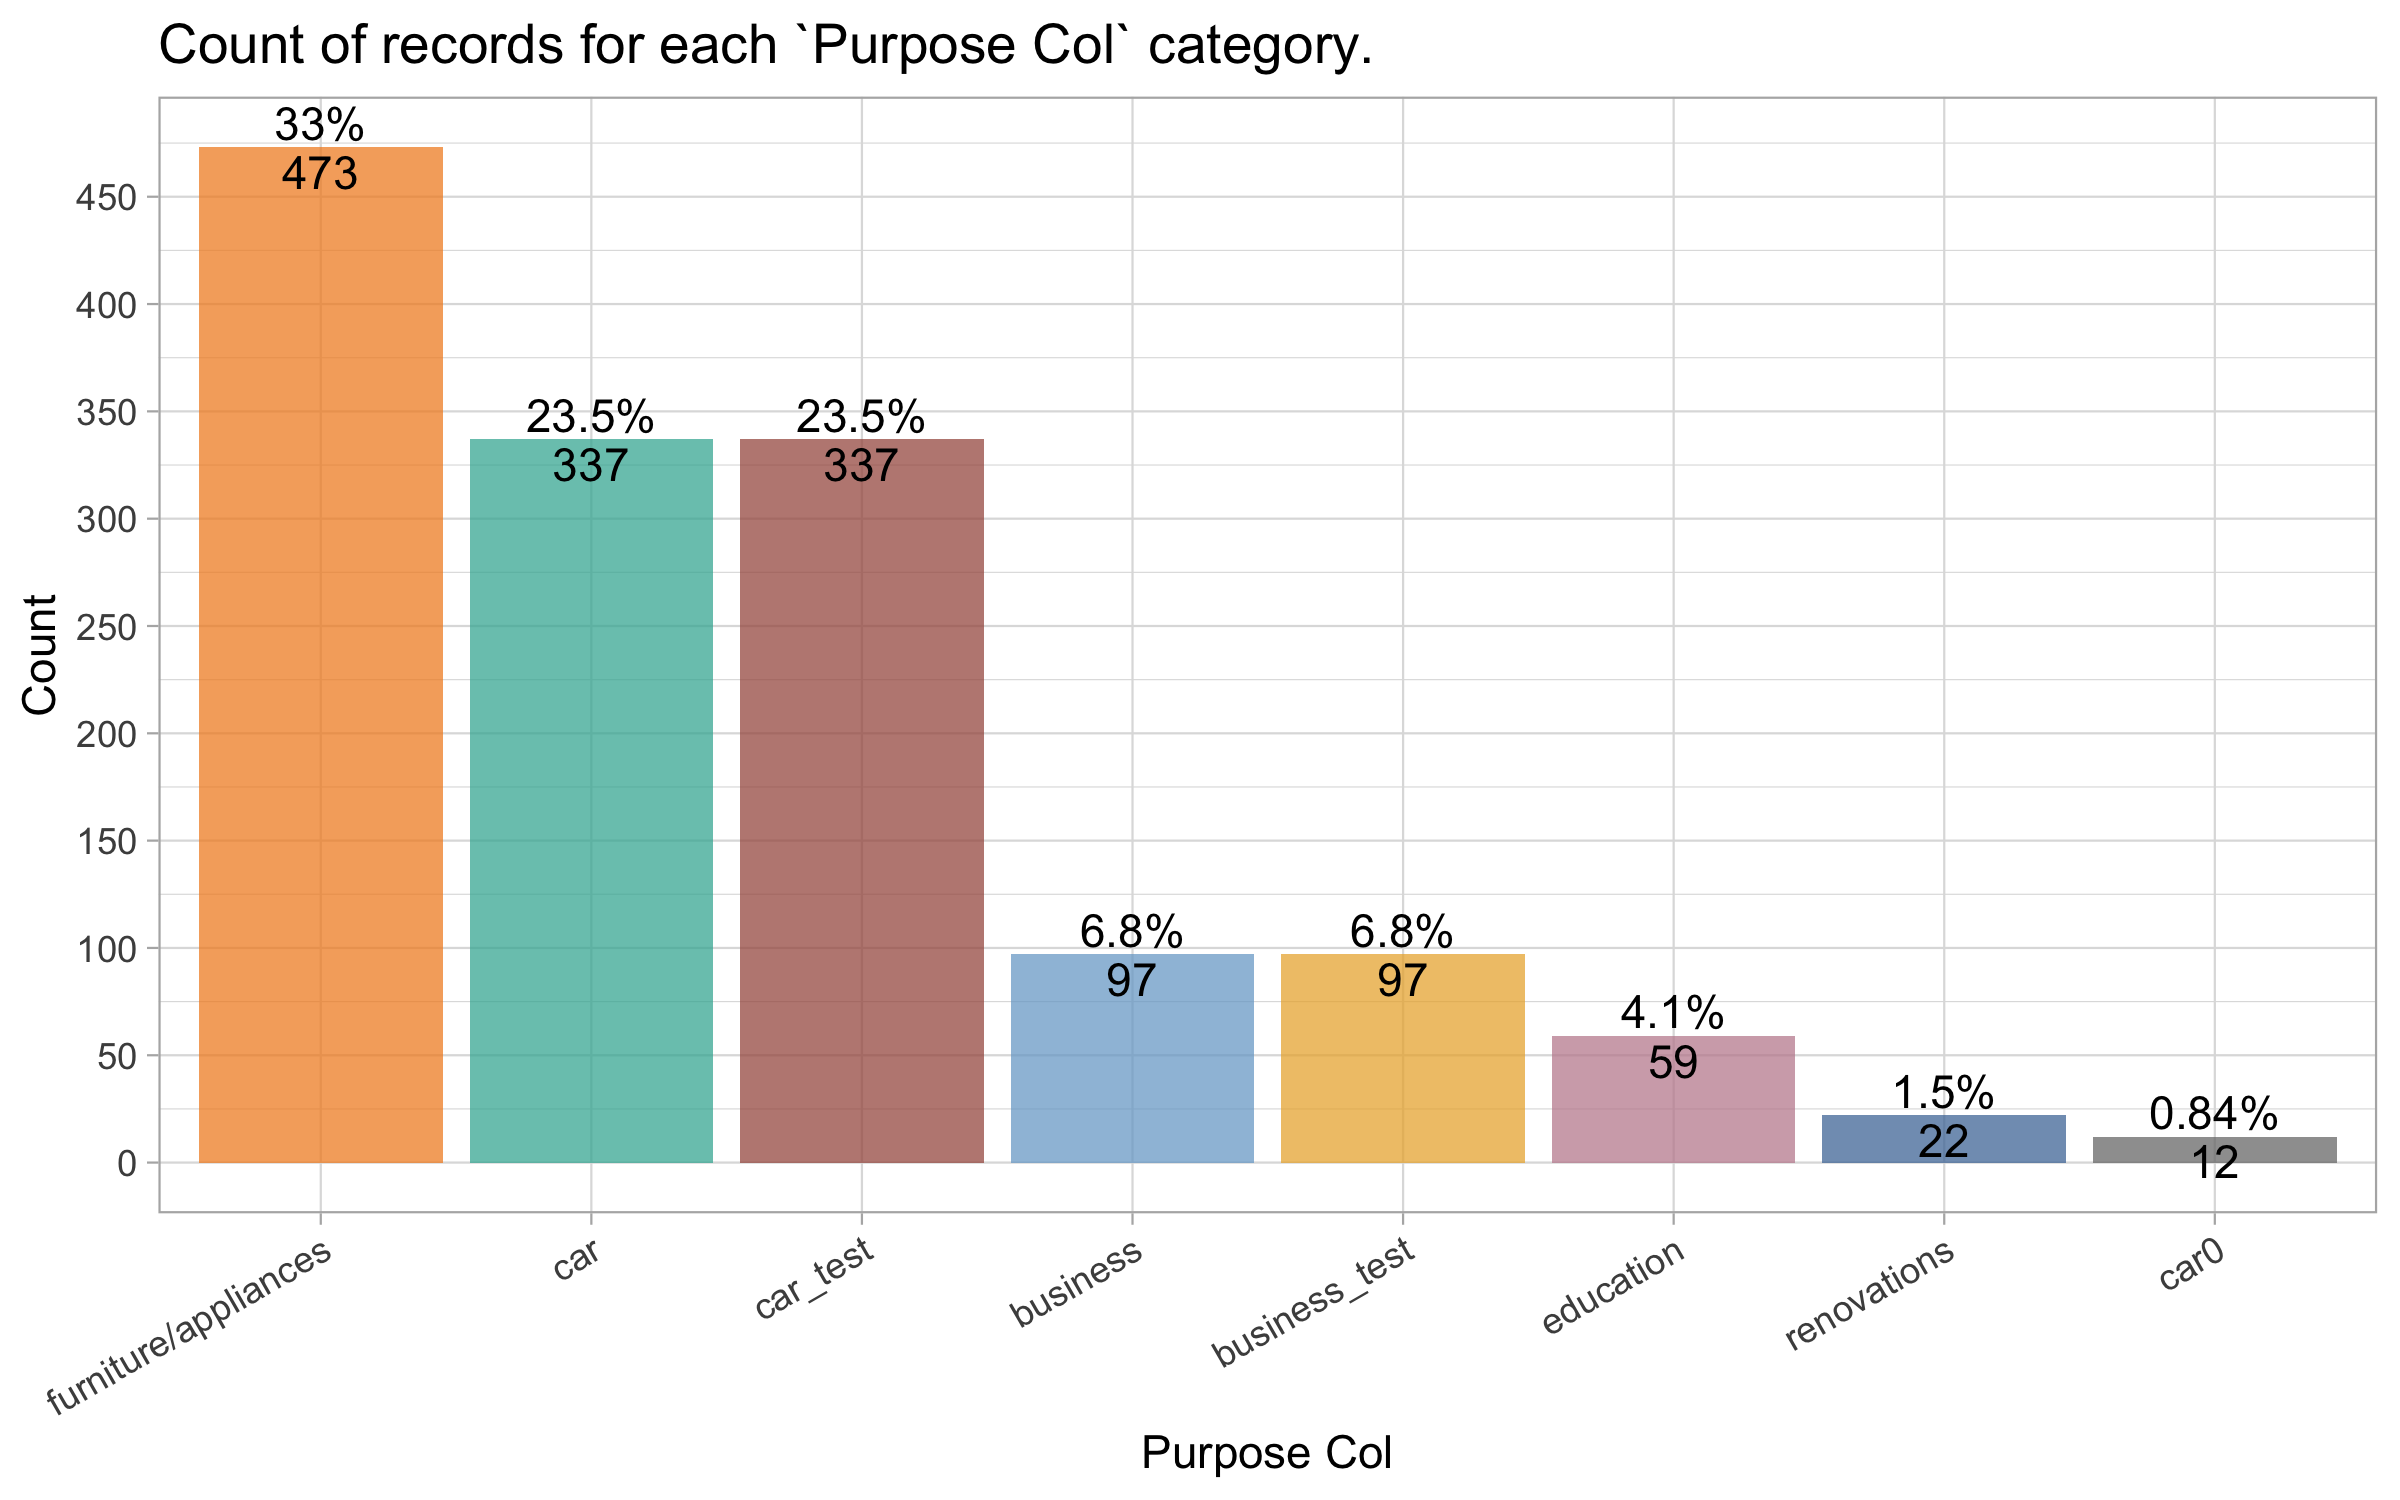 Count of records for each `Purpose Col` category.
33%
473
23.5%
337
23.5%
337
6.8%
97
6.8%
97
4.1%
59
1.5%
22
0.84%
12
450
400
350
300
250
200
150
100
50
0
Count
furniture/appliances
car
car_test
business
business_test
education
renovations
car0
Purpose Col